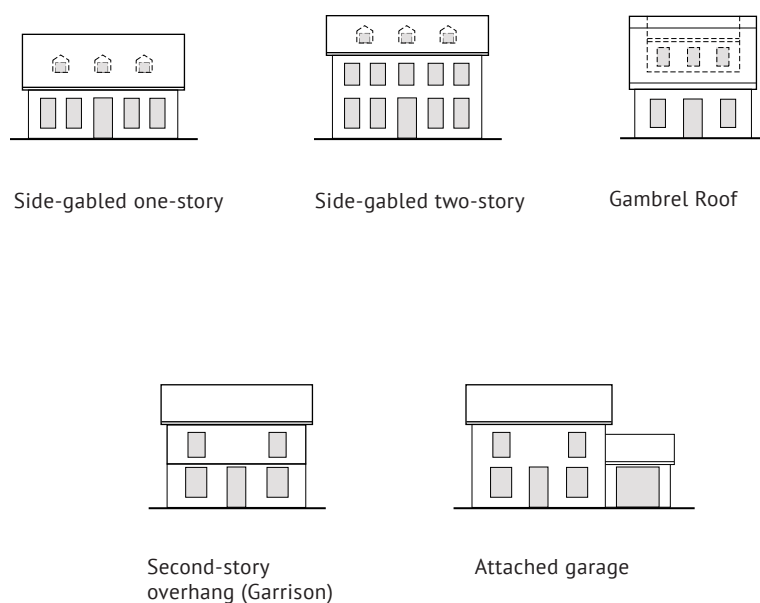 Side-gabled one-story
Side-gabled two-story
Gambrel Roof
Second-story
overhang (Garrison)
Attached garage